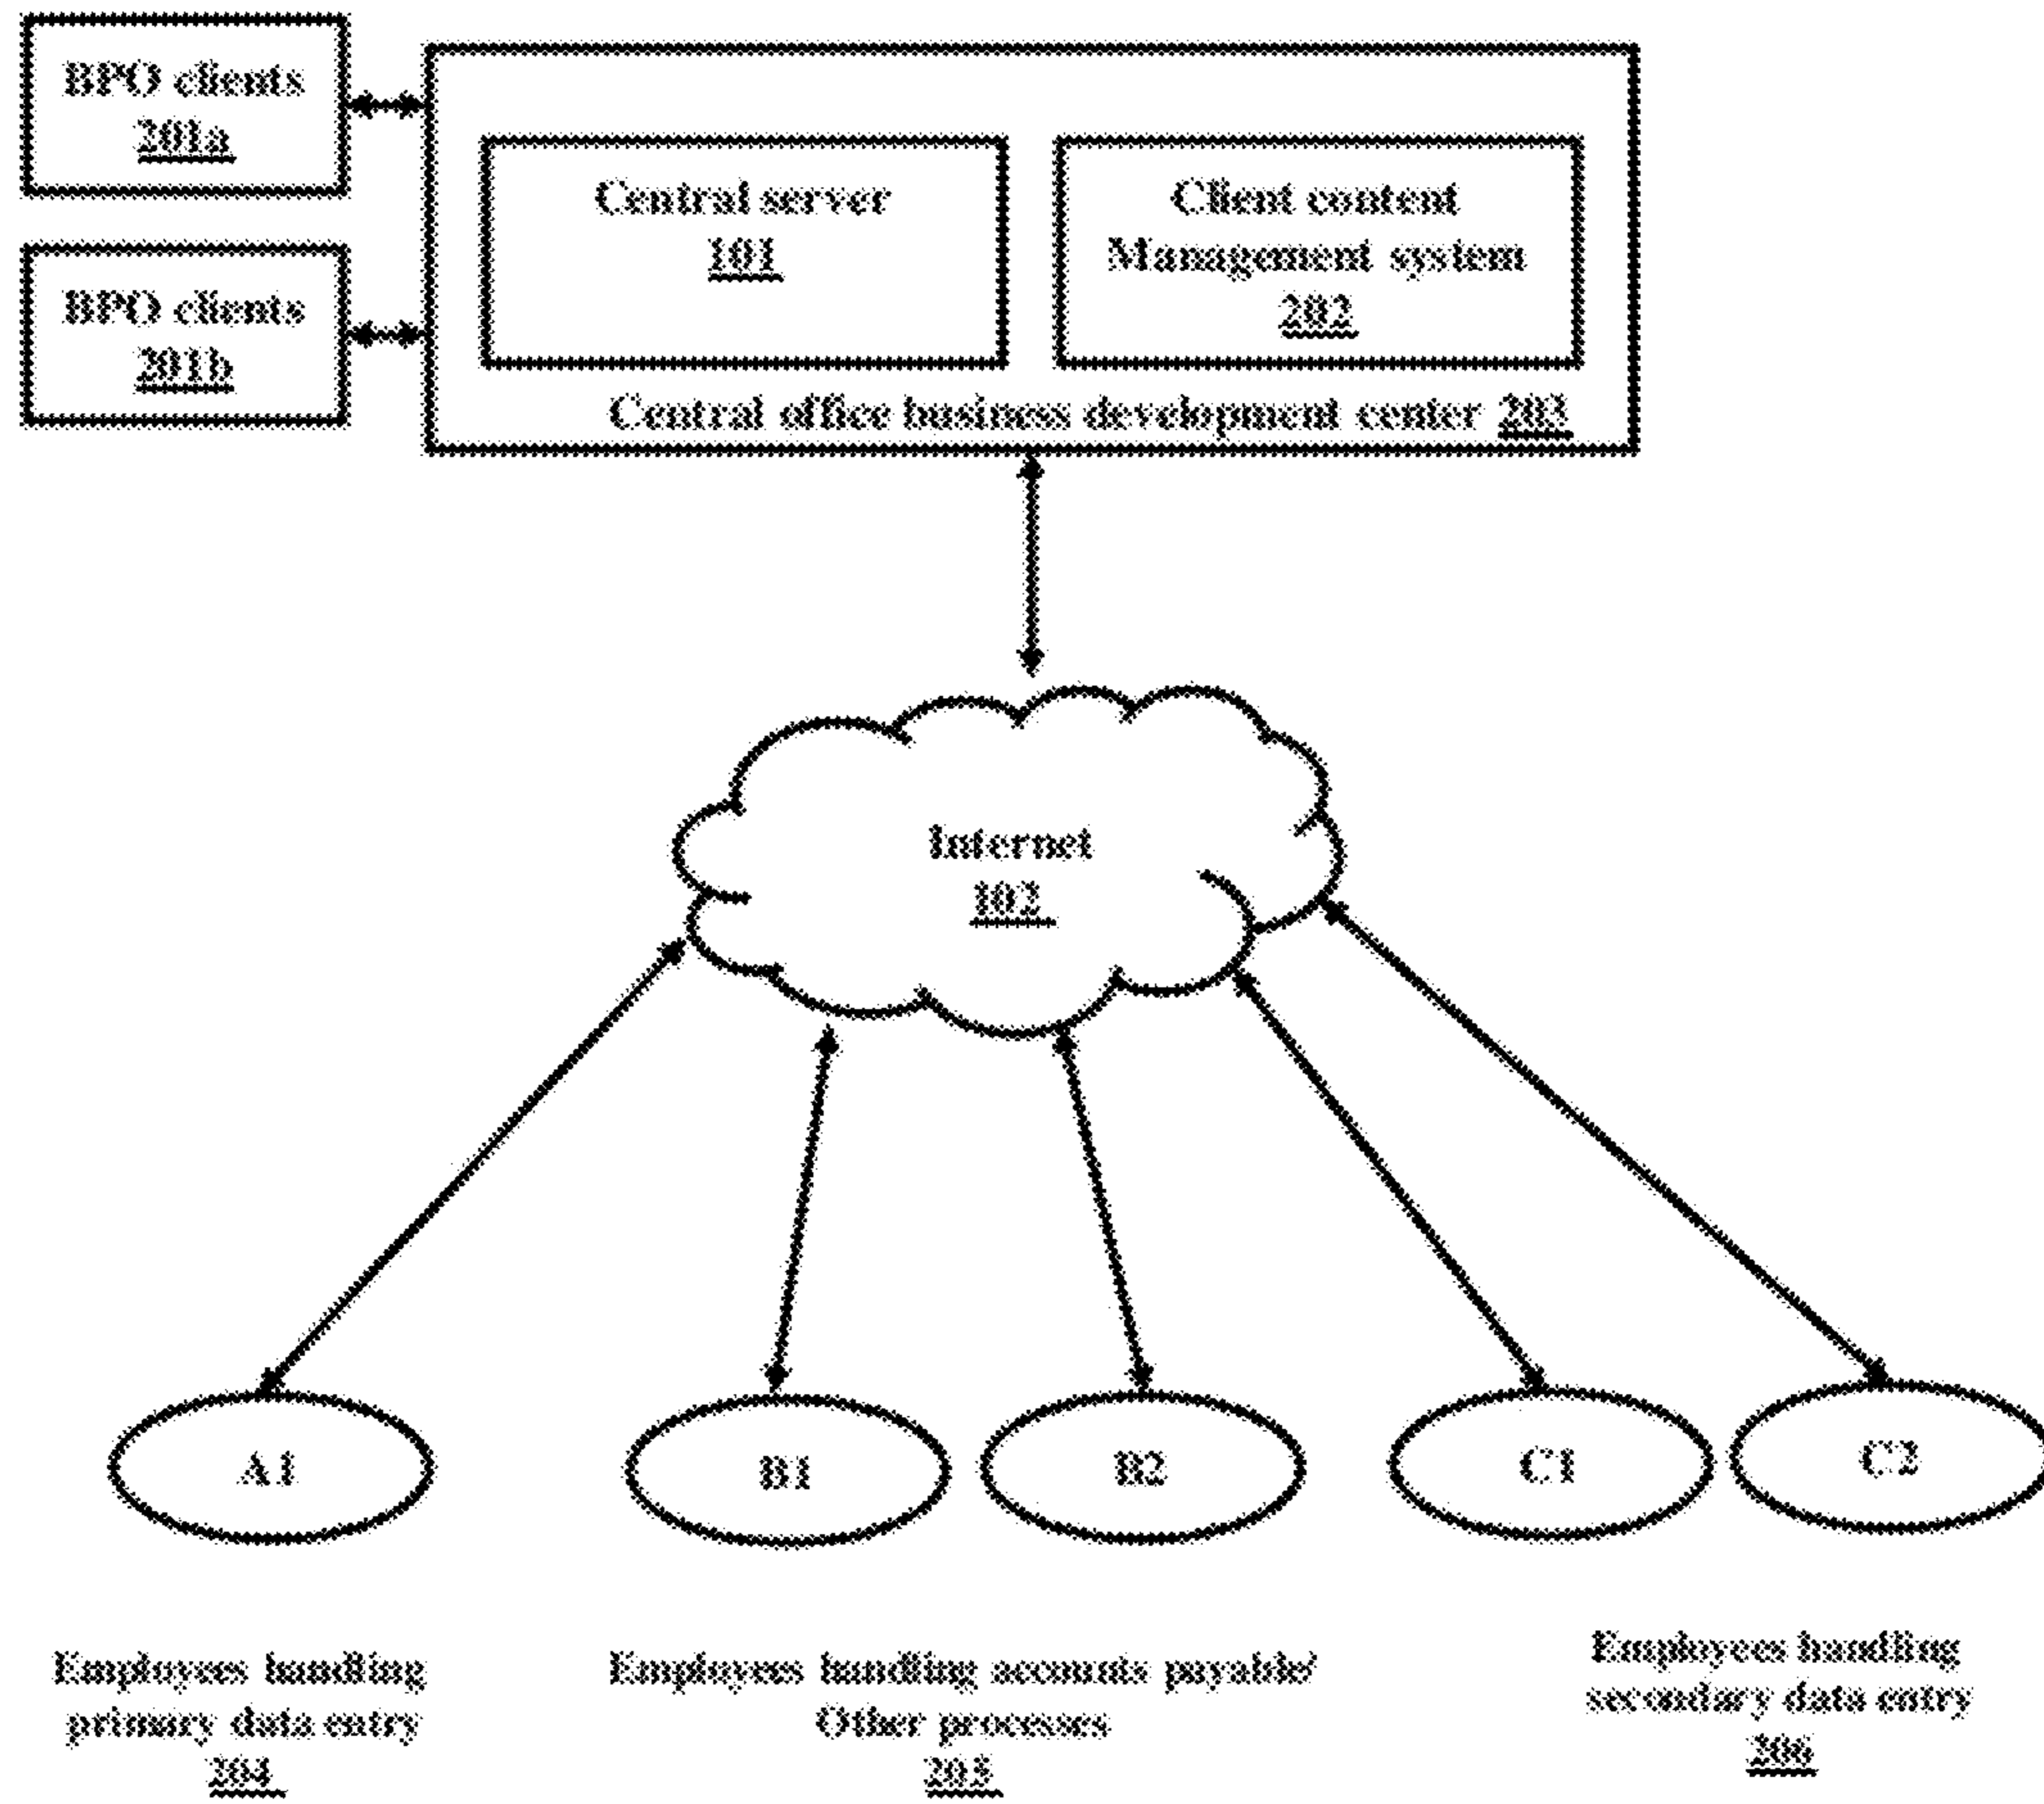 BPO clients
201a
BPO clients
201b
Central server
101
Client content
Management system
202
Central office business development center 203
Internet
102
A1
B1
B2
C1
C2
Employees handling
primary data entry
204
Employees handling accounts payable/
Other processes
205
Employees handling
secondary data entry
206